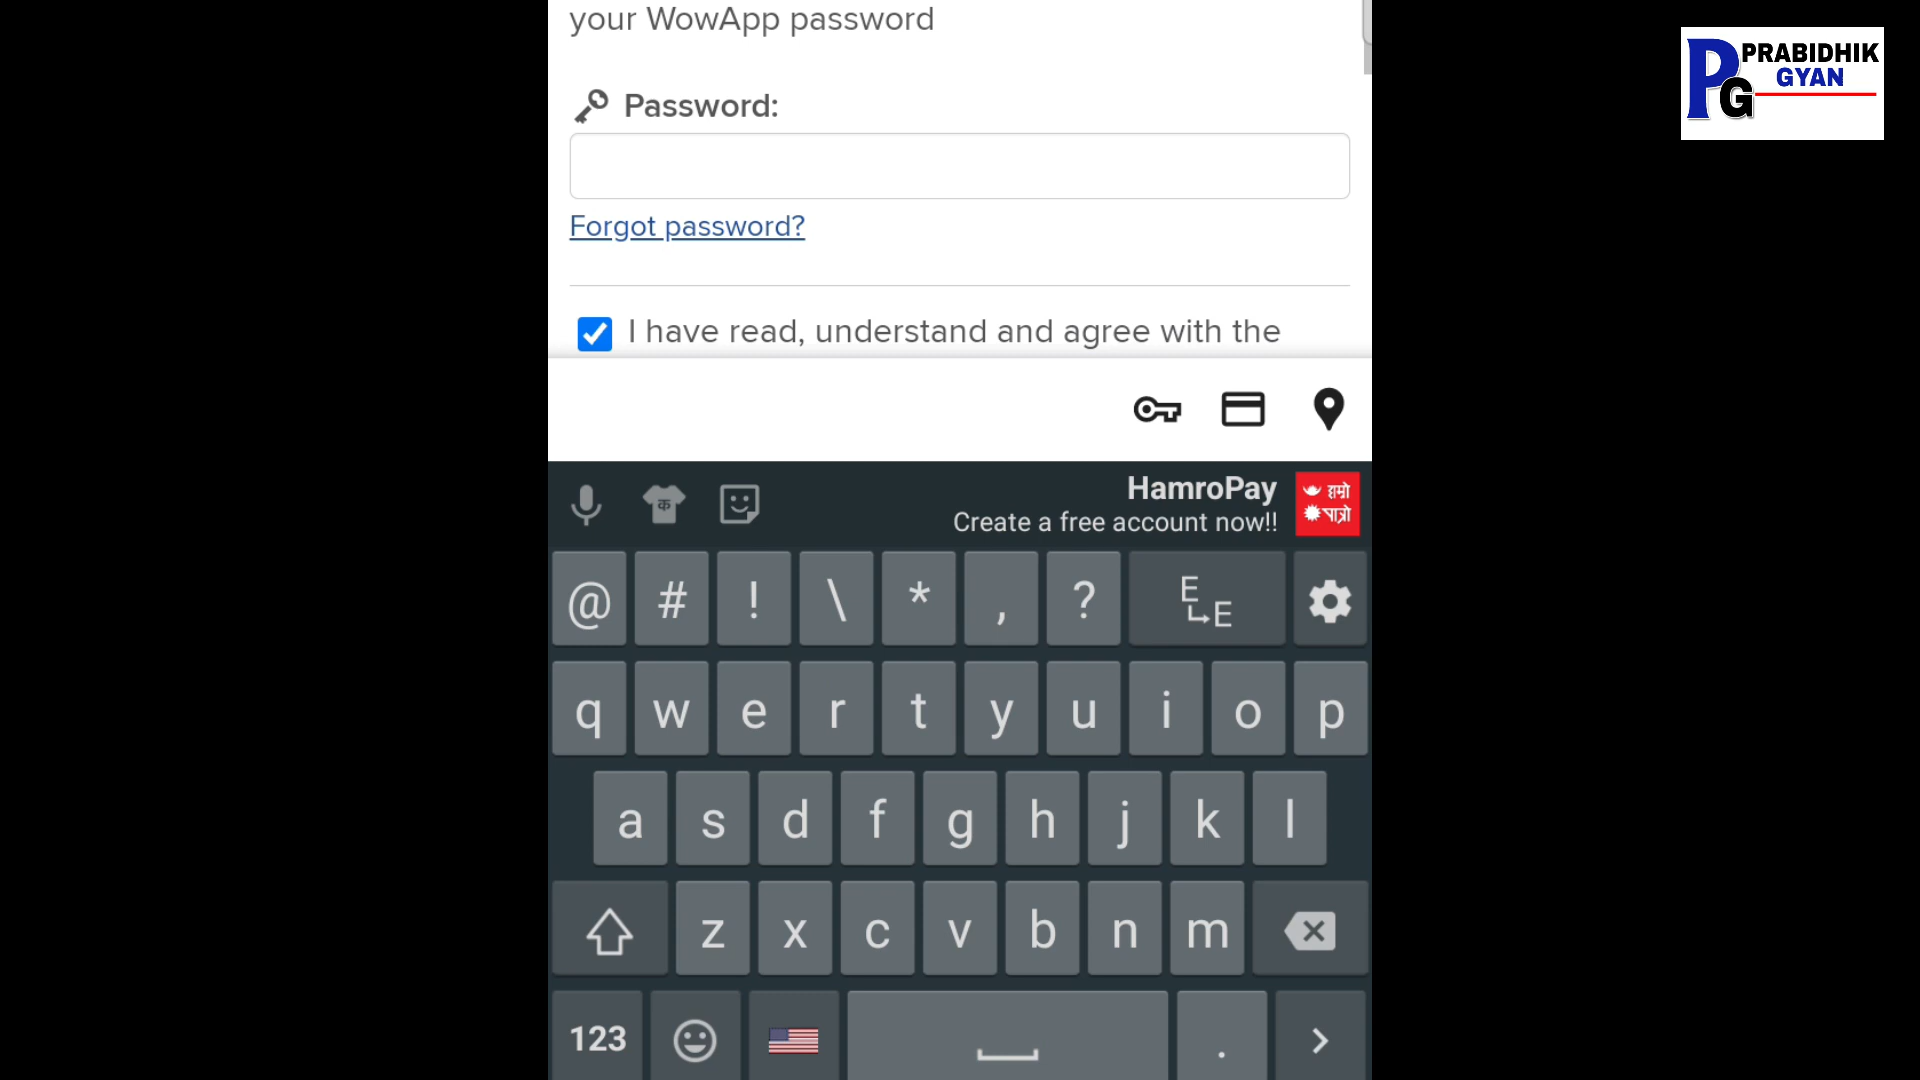 your WowApp password
PRABIDHIK
GYAN
PG
Password:
Forgot password?
I have read, understand and agree with the
HamroPay
Create a free account now!!
हाम्रो
पात्रो
क
@ # ! \ * , ? E E
q w e r t y u i o p
a s d f g h j k l
z x c v b n m
123 .